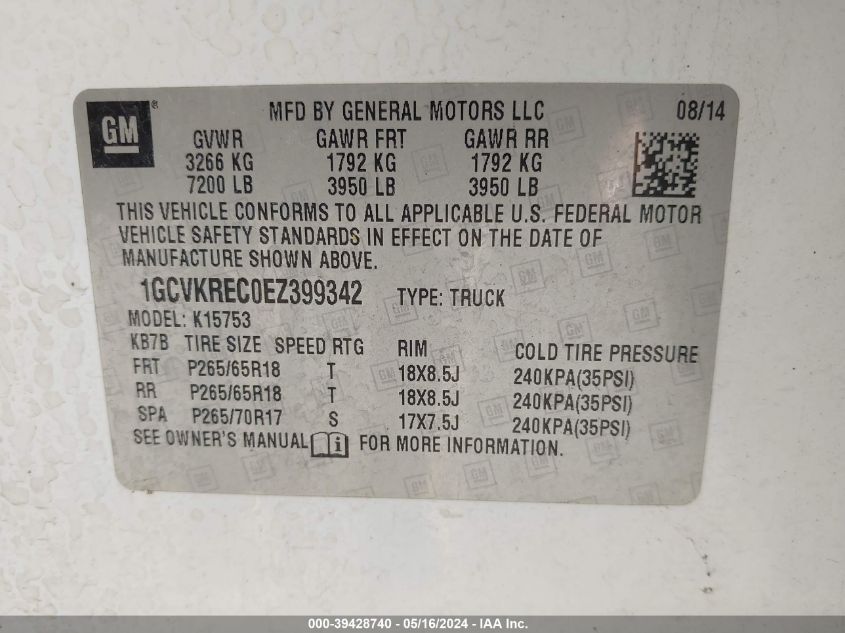 GM ® MFD BY GENERAL MOTORS LLC 08/14
GVWR GAWR FRT GAWR RR
3266 KG 1792 KG 1792 KG
7200 LB 3950 LB 3950 LB
THIS VEHICLE CONFORMS TO ALL APPLICABLE U.S. FEDERAL MOTOR
VEHICLE SAFETY STANDARDS IN EFFECT ON THE DATE OF
MANUFACTURE SHOWN ABOVE.
1GCVKREC0EZ399342 TYPE: TRUCK
MODEL: K15753
KB7B TIRE SIZE SPEED RTG RIM COLD TIRE PRESSURE
FRT P265/65R18 T 18X8.5J 240KPA(35PSI)
RR P265/65R18 T 18X8.5J 240KPA(35PSI)
SPA P265/70R17 S 17X7.5J 240KPA(35PSI)
SEE OWNER'S MANUAL i FOR MORE INFORMATION.
000-39428740 - 05/16/2024 - IAA Inc.